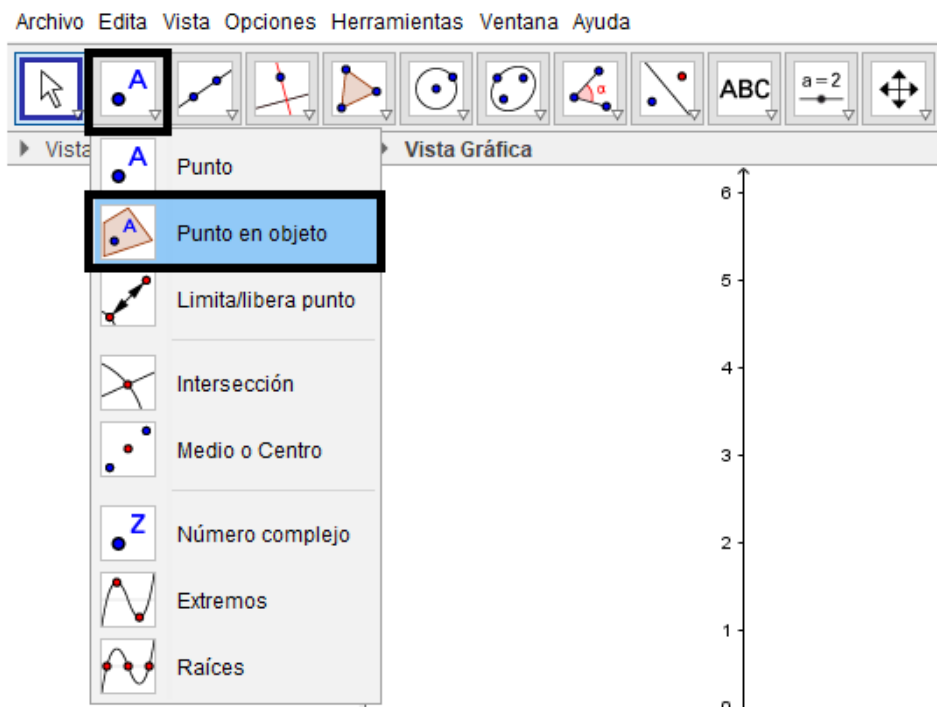 Archivo Edita Vista Opciones Herramientas Ventana Ayuda
A ABC a=2
α
Vista Gráfica
A Punto
A Punto en objeto
Limita/libera punto
Intersección
Medio o Centro
Z Número complejo
Extremos
Raíces
6
5
4
3
2
1